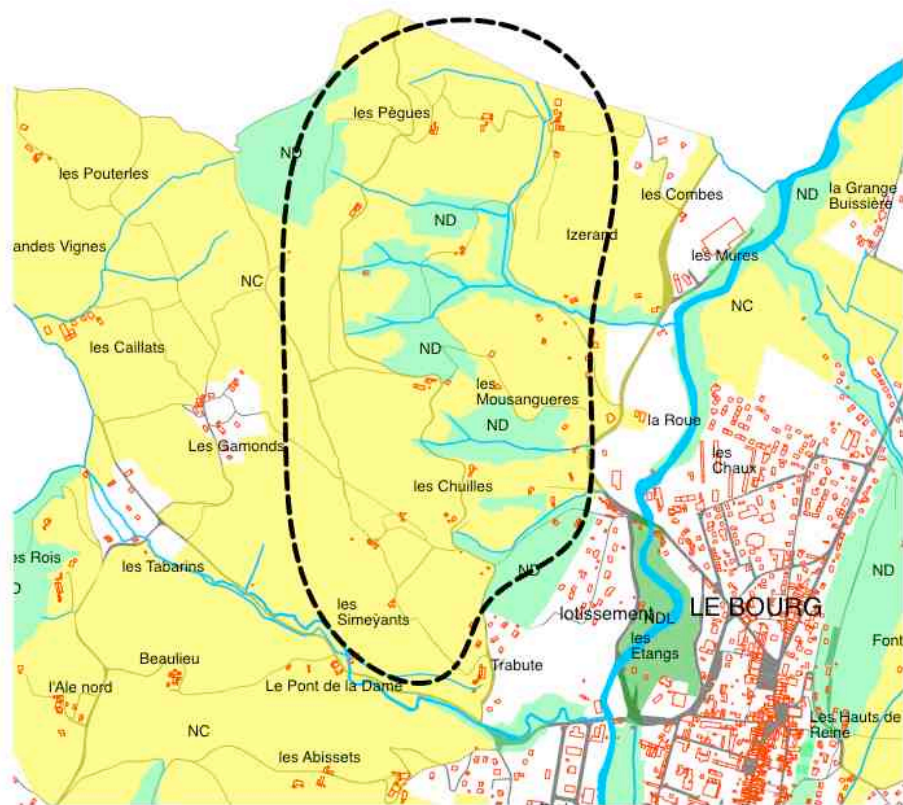 les Pègues
ND
les Pouterles
les Combes
ND
la Grange
Buissière
ND
Izerand
andes Vignes
les Mures
NC
NC
les Caillats
ND
les
Mousangueres
ND
la Roue
Les Gamonds
les
Chaux
les Chuilles
es Rois
D
les Tabarins
ND
ND
les
Simeyants
lotissement
NDL
LE BOURG
les
Etangs
Font
Beaulieu
Trabute
l'Ale nord
Le Pont de la Dame
NC
Les Hauts de
Reine
les Abissets